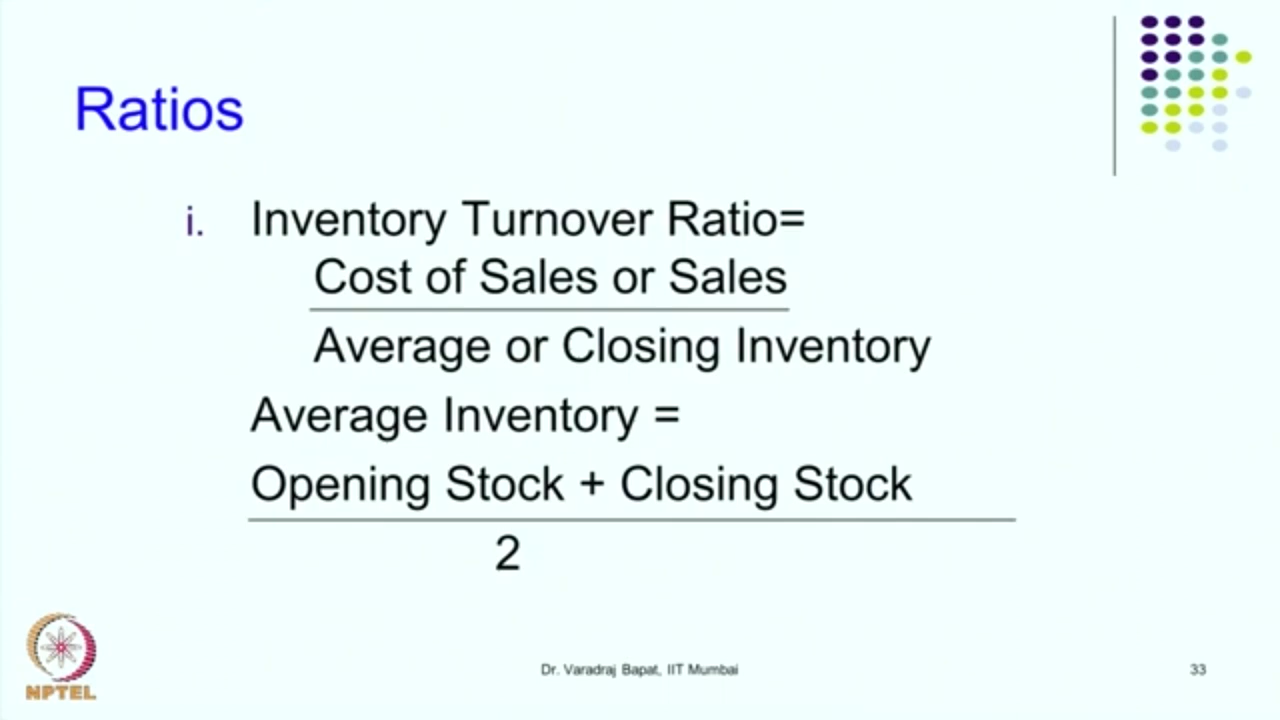 Ratios
i. Inventory Turnover Ratio=
Cost of Sales or Sales
Average or Closing Inventory
Average Inventory =
Opening Stock + Closing Stock
2
NPTEL
Dr. Varadraj Bapat, IIT Mumbai
33